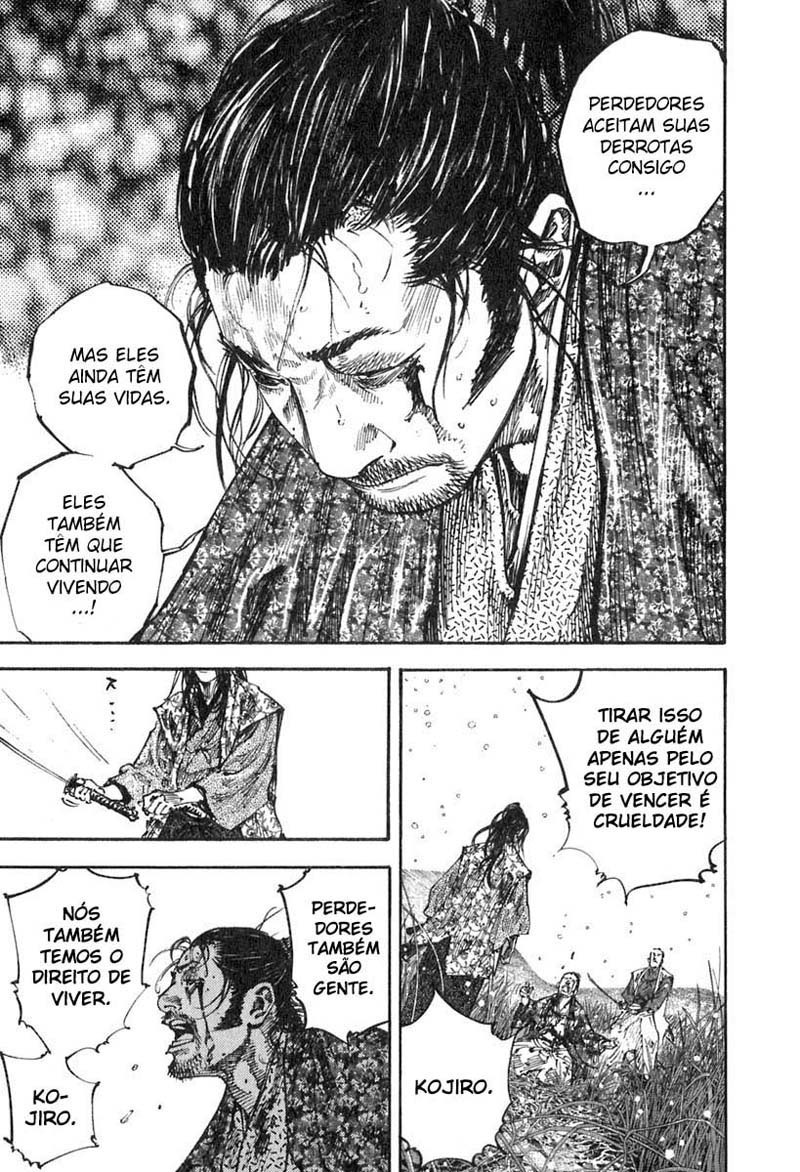 PERDEDORES
ACEITAM SUAS
DERROTAS
CONSIGO
...
MAS ELES
AINDA TÊM
SUAS VIDAS.
ELES
TAMBÉM
TÊM QUE
CONTINUAR
VIVENDO
...!
TIRAR ISSO
DE ALGUÉM
APENAS PELO
SEU OBJETIVO
DE VENCER É
CRUELDADE!
KOJIRO.
ス...
PERDE-
DORES
TAMBÉM
SÃO
GENTE.
NÓS
TAMBÉM
TEMOS O
DIREITO DE
VIVER.
KO-
JIRO.